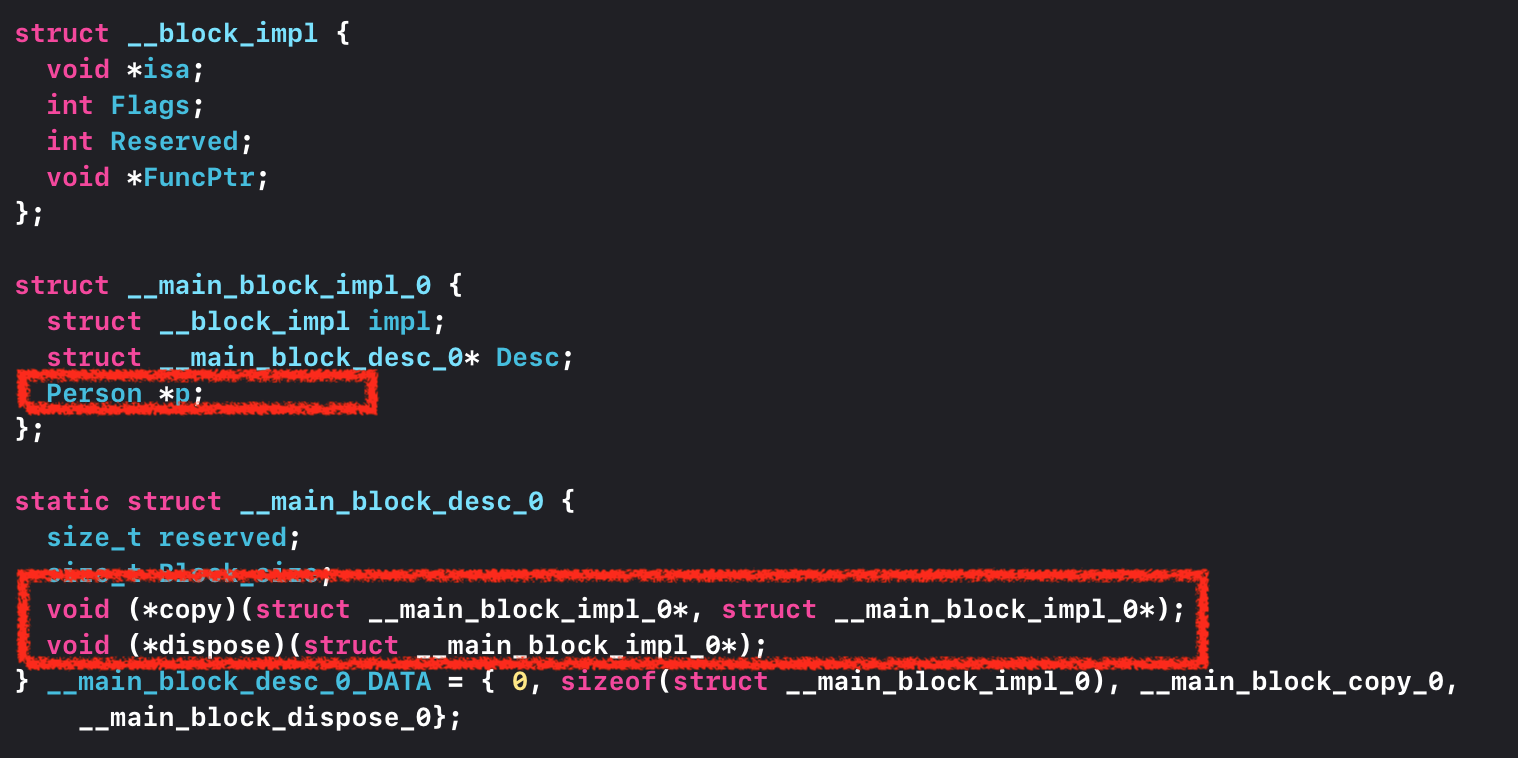 struct __block_impl {
  void *isa;
  int Flags;
  int Reserved;
  void *FuncPtr;
};

struct __main_block_impl_0 {
  struct __block_impl impl;
  struct __main_block_desc_0* Desc;
  Person *p;
};

static struct __main_block_desc_0 {
  size_t reserved;
  size_t Block_size;
  void (*copy)(struct __main_block_impl_0*, struct __main_block_impl_0*);
  void (*dispose)(struct __main_block_impl_0*);
} __main_block_desc_0_DATA = { 0, sizeof(struct __main_block_impl_0), __main_block_copy_0,
    __main_block_dispose_0};